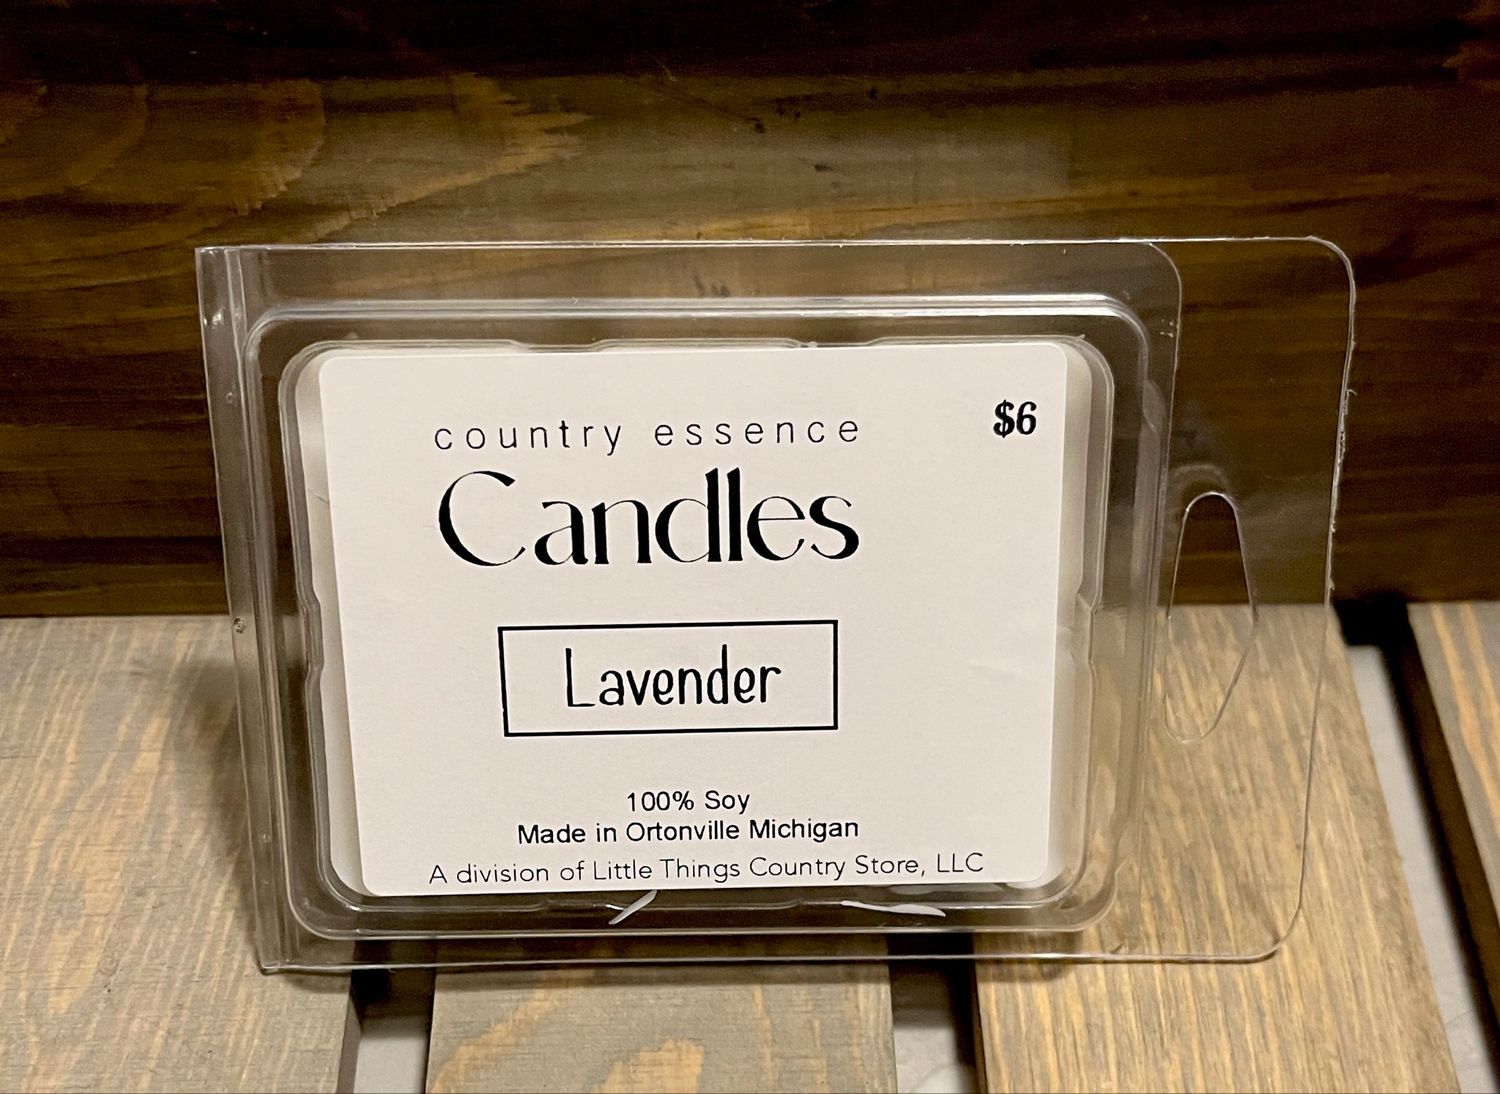 country essence
$6
Candles
Lavender
100% Soy
Made in Ortonville Michigan
A division of Little Things Country Store, LLC